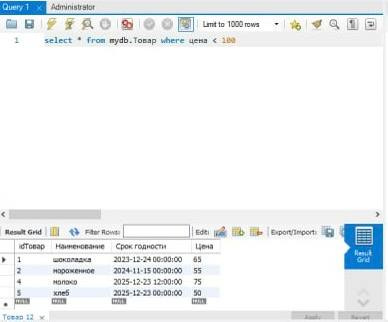 Query 1 Administrator
Limit to 1000 rows
1 select * from mydb.Товар where цена < 100
Result Grid Filter Rows: Edit: Export/Import:
idТовар Наименование Срок годности Цена
1 шоколадка 2023-12-24 00:00:00 65
2 мороженное 2024-11-15 00:00:00 55
4 молоко 2025-12-23 12:00:00 75
5 хлеб 2025-12-23 00:00:00 50
NULL NULL NULL NULL
Result Grid
Товар 12 Apply Revert